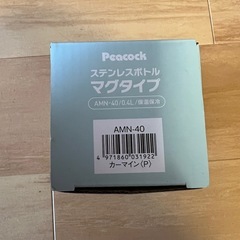 Peacock
ステンレスボトル
マグタイプ
AMN-40/0.4L/保温保冷
AMN-40
4 971860 031922
カーマイン(P)